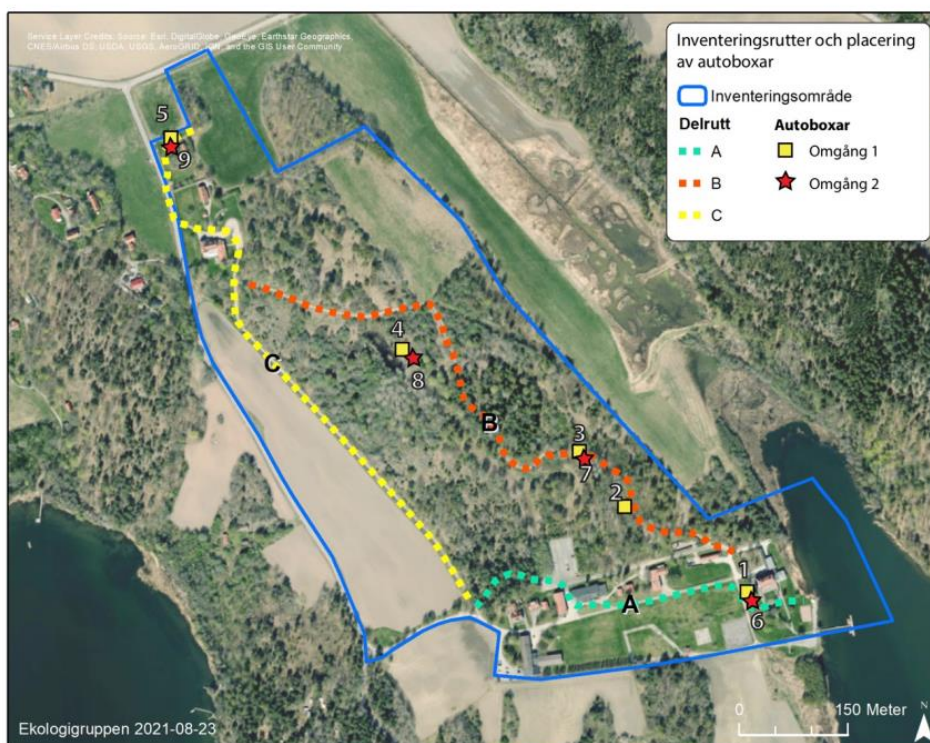 Service Layer Credits: Source: Esri, DigitalGlobe, GeoEye, Earthstar Geographics,
CNES/Airbus DS, USDA, USGS, AeroGRID, IGN, and the GIS User Community
Inventeringsrutter och placering
av autoboxar
Inventeringsområde
Delrutt Autoboxar
A Omgång 1
B Omgång 2
C
5
9
4
8
C
B
3
7
2
1
A
6
0 150 Meter
N
Ekologigruppen 2021-08-23